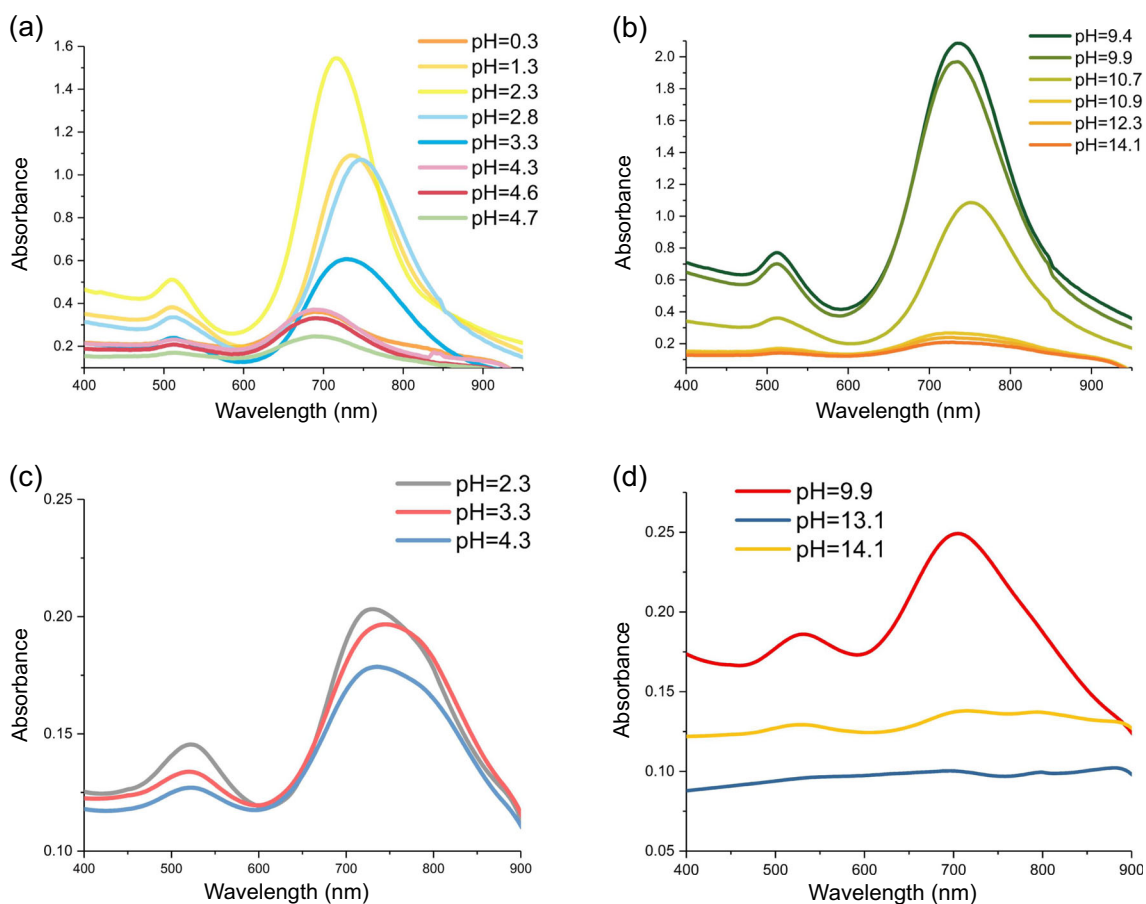 (a)
Absorbance
1.6
1.4
1.2
1.0
0.8
0.6
0.4
0.2
400
500
600
700
800
900
Wavelength (nm)
pH=0.3
pH=1.3
pH=2.3
pH=2.8
pH=3.3
pH=4.3
pH=4.6
pH=4.7
(b)
Absorbance
2.0
1.8
1.6
1.4
1.2
1.0
0.8
0.6
0.4
0.2
400
500
600
700
800
900
Wavelength (nm)
pH=9.4
pH=9.9
pH=10.7
pH=10.9
pH=12.3
pH=14.1
(c)
Absorbance
0.25
0.20
0.15
0.10
400
500
600
700
800
900
Wavelength (nm)
pH=2.3
pH=3.3
pH=4.3
(d)
Absorbance
0.25
0.20
0.15
0.10
0.05
400
500
600
700
800
900
Wavelength (nm)
pH=9.9
pH=13.1
pH=14.1